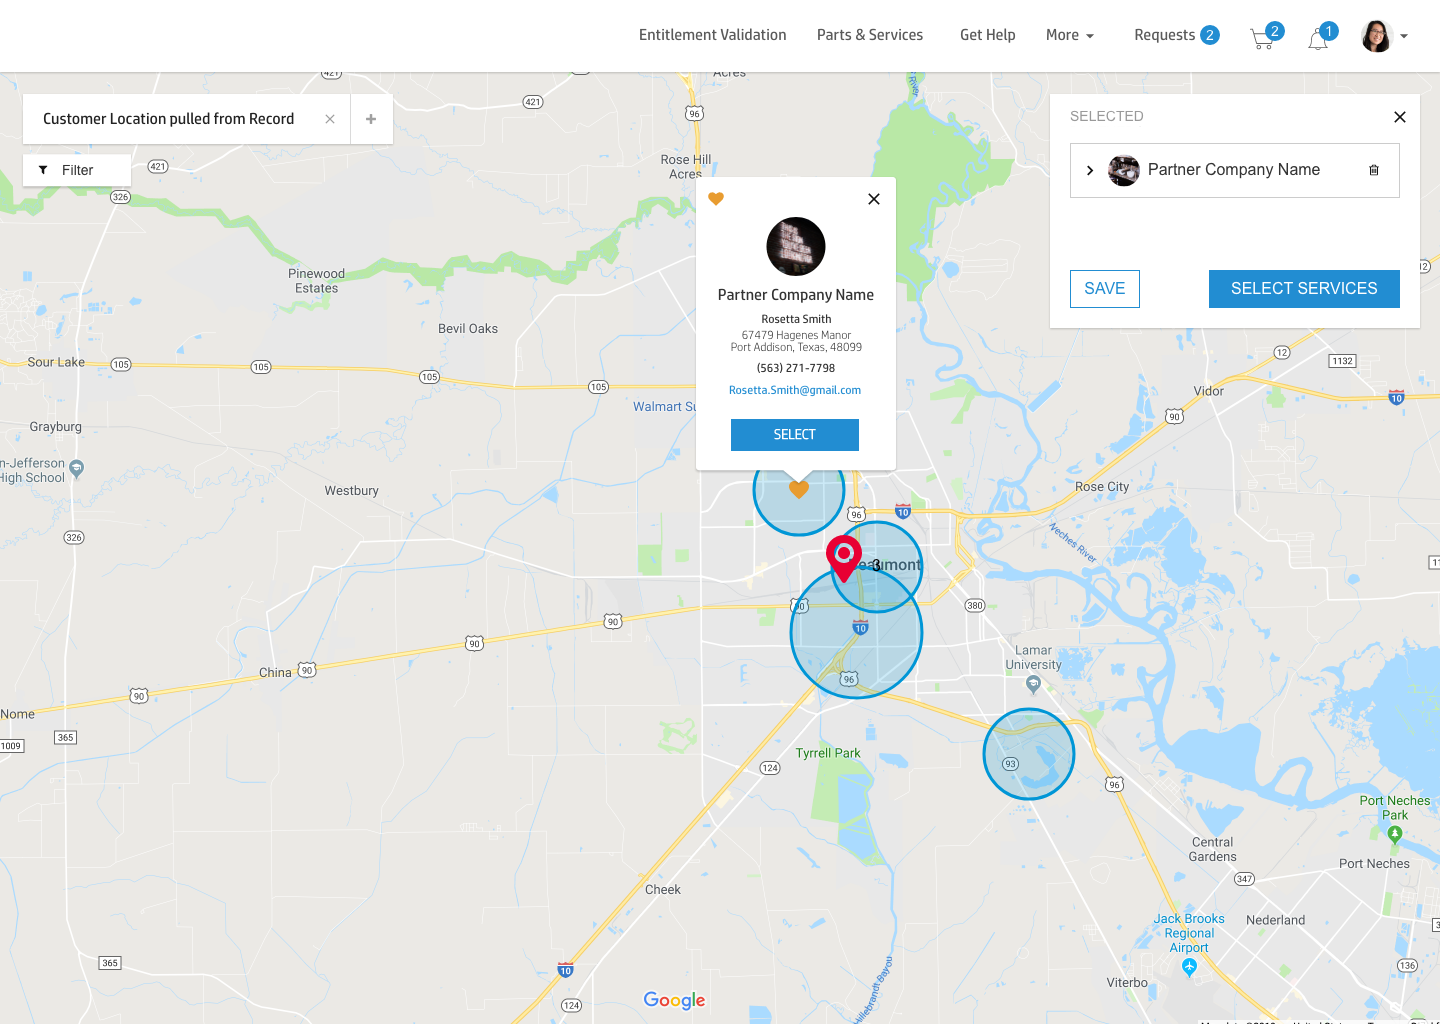 Entitlement Validation
Parts & Services
Get Help
More
Requests 2
2
1
Acres
Customer Location pulled from Record
Filter
SELECTED
Partner Company Name
SAVE
SELECT SERVICES
Partner Company Name
Rosetta Smith
67479 Hagenes Manor
Port Addison, Texas, 48099
(563) 271-7798
Rosetta.Smith@gmail.com
SELECT
421
421
421
96
Rose Hill
Acres
326
River
Pinewood
Estates
Bevil Oaks
12
12
1132
Sour Lake
105
105
105
105
Walmart Su
Vidor
10
90
Grayburg
n-Jefferson
High School
Westbury
Rose City
96
10
326
Neches River
3
eaumont
90
380
90
90
10
China
90
Lamar
University
96
90
Nome
365
1009
Tyrrell Park
124
93
96
Port Neches
Park
Central
Gardens
Port Neches
347
Cheek
Jack Brooks
Regional
Airport
Nederland
365
10
136
Viterbo
124
Google
Hillebrandt Bayou